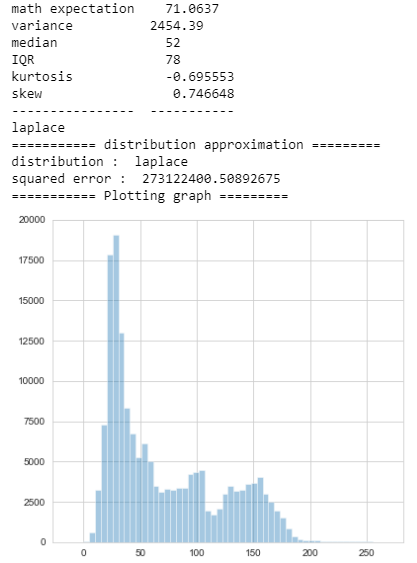 math expectation 71.0637
variance 2454.39
median 52
IQR 78
kurtosis -0.695553
skew 0.746648
---------------- -----------
laplace
=========== distribution approximation =========
distribution : laplace
squared error : 273122400.50892675
=========== Plotting graph =========
20000
17500
15000
12500
10000
7500
5000
2500
0
0 50 100 150 200 250